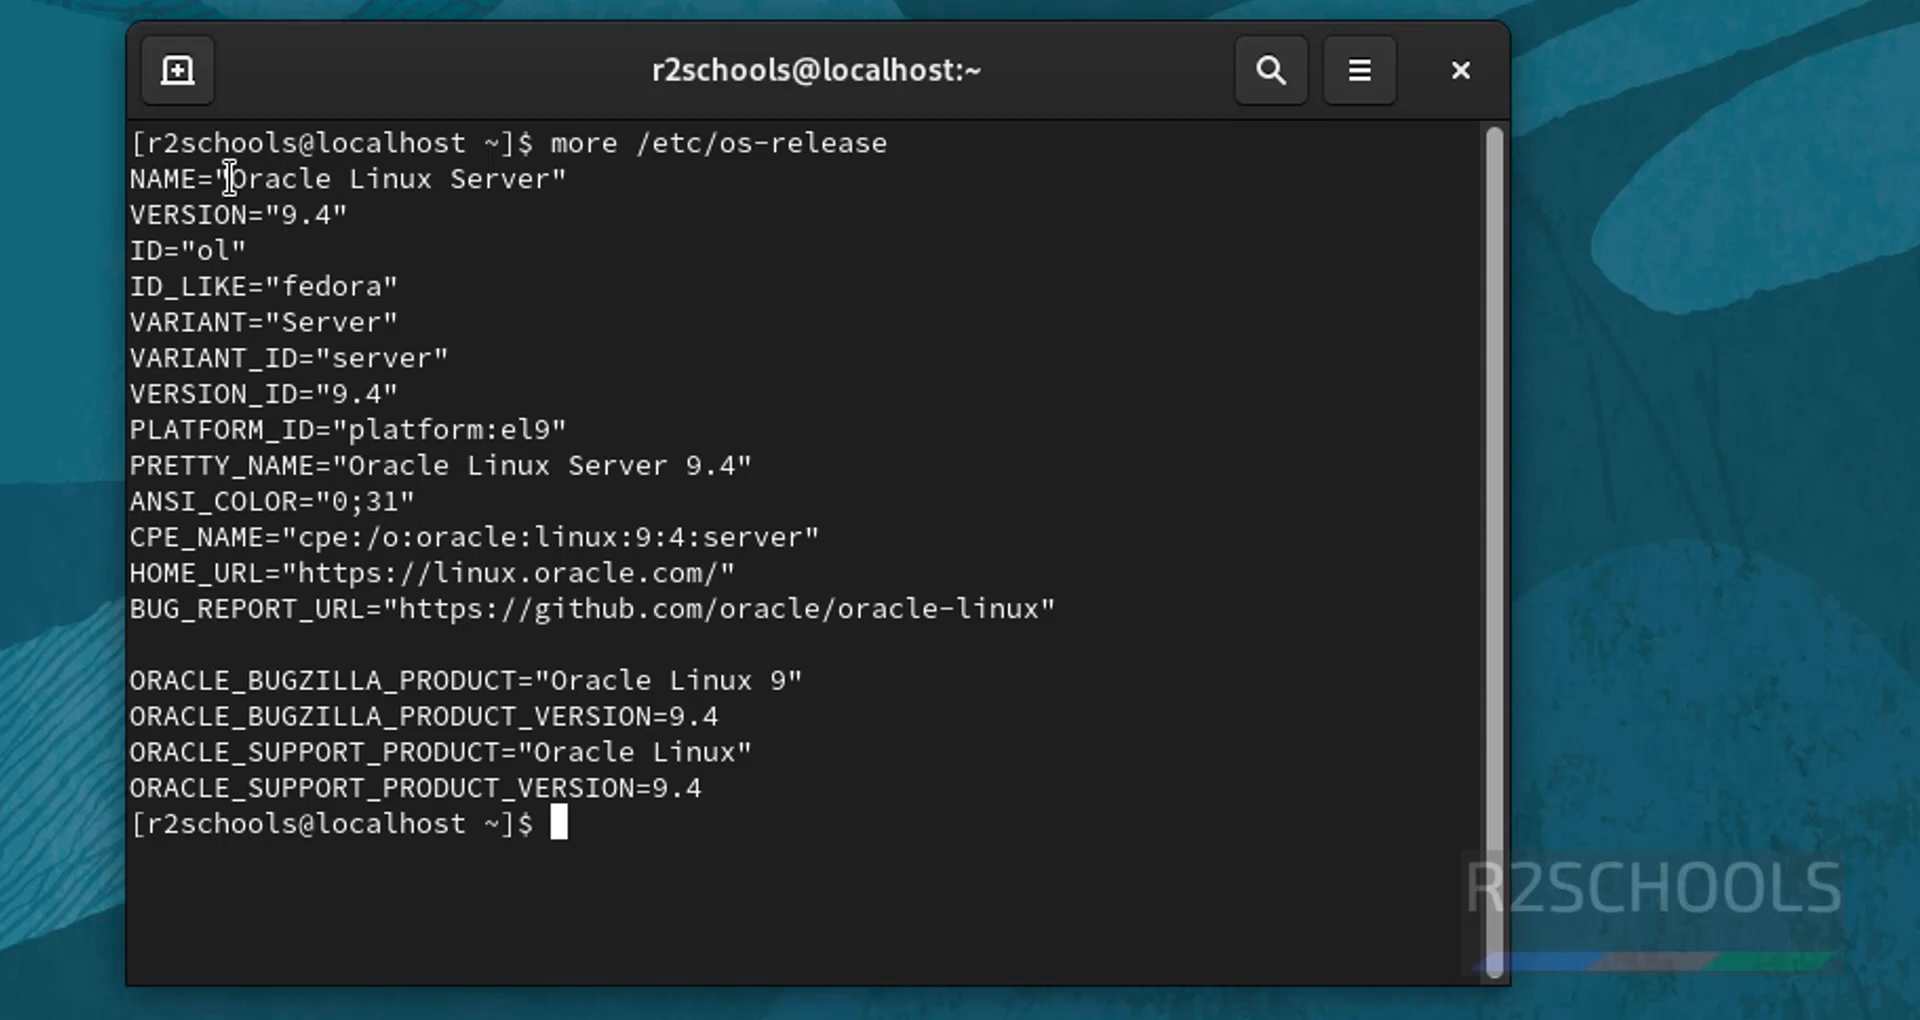 r2schools@localhost:~
[r2schools@localhost ~]$ more /etc/os-release
NAME="Oracle Linux Server"
VERSION="9.4"
ID="ol"
ID_LIKE="fedora"
VARIANT="Server"
VARIANT_ID="server"
VERSION_ID="9.4"
PLATFORM_ID="platform:el9"
PRETTY_NAME="Oracle Linux Server 9.4"
ANSI_COLOR="0;31"
CPE_NAME="cpe:/o:oracle:linux:9:4:server"
HOME_URL="https://linux.oracle.com/"
BUG_REPORT_URL="https://github.com/oracle/oracle-linux"

ORACLE_BUGZILLA_PRODUCT="Oracle Linux 9"
ORACLE_BUGZILLA_PRODUCT_VERSION=9.4
ORACLE_SUPPORT_PRODUCT="Oracle Linux"
ORACLE_SUPPORT_PRODUCT_VERSION=9.4
[r2schools@localhost ~]$
R2SCHOOLS